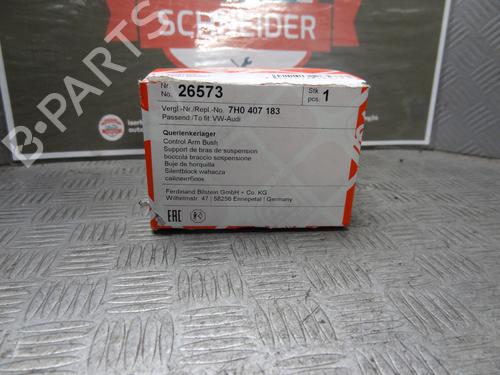 SCHNEIDER
Nr.
No. 26573
Stk
pcs. 1
Vergl.-Nr./Repl.-No. 7H0 407 183
Passend./To fit: VW-Audi
Querlenkerlager
Control Arm Bush
Support de bras de suspension
boccola braccio sospensione
Buje de horquilla
Silentblock wahacza
сайлентблок
Ferdinand Bilstein GmbH + Co. KG
Wilhelmstr. 47 | 58256 Ennepetal | Germany
EAC